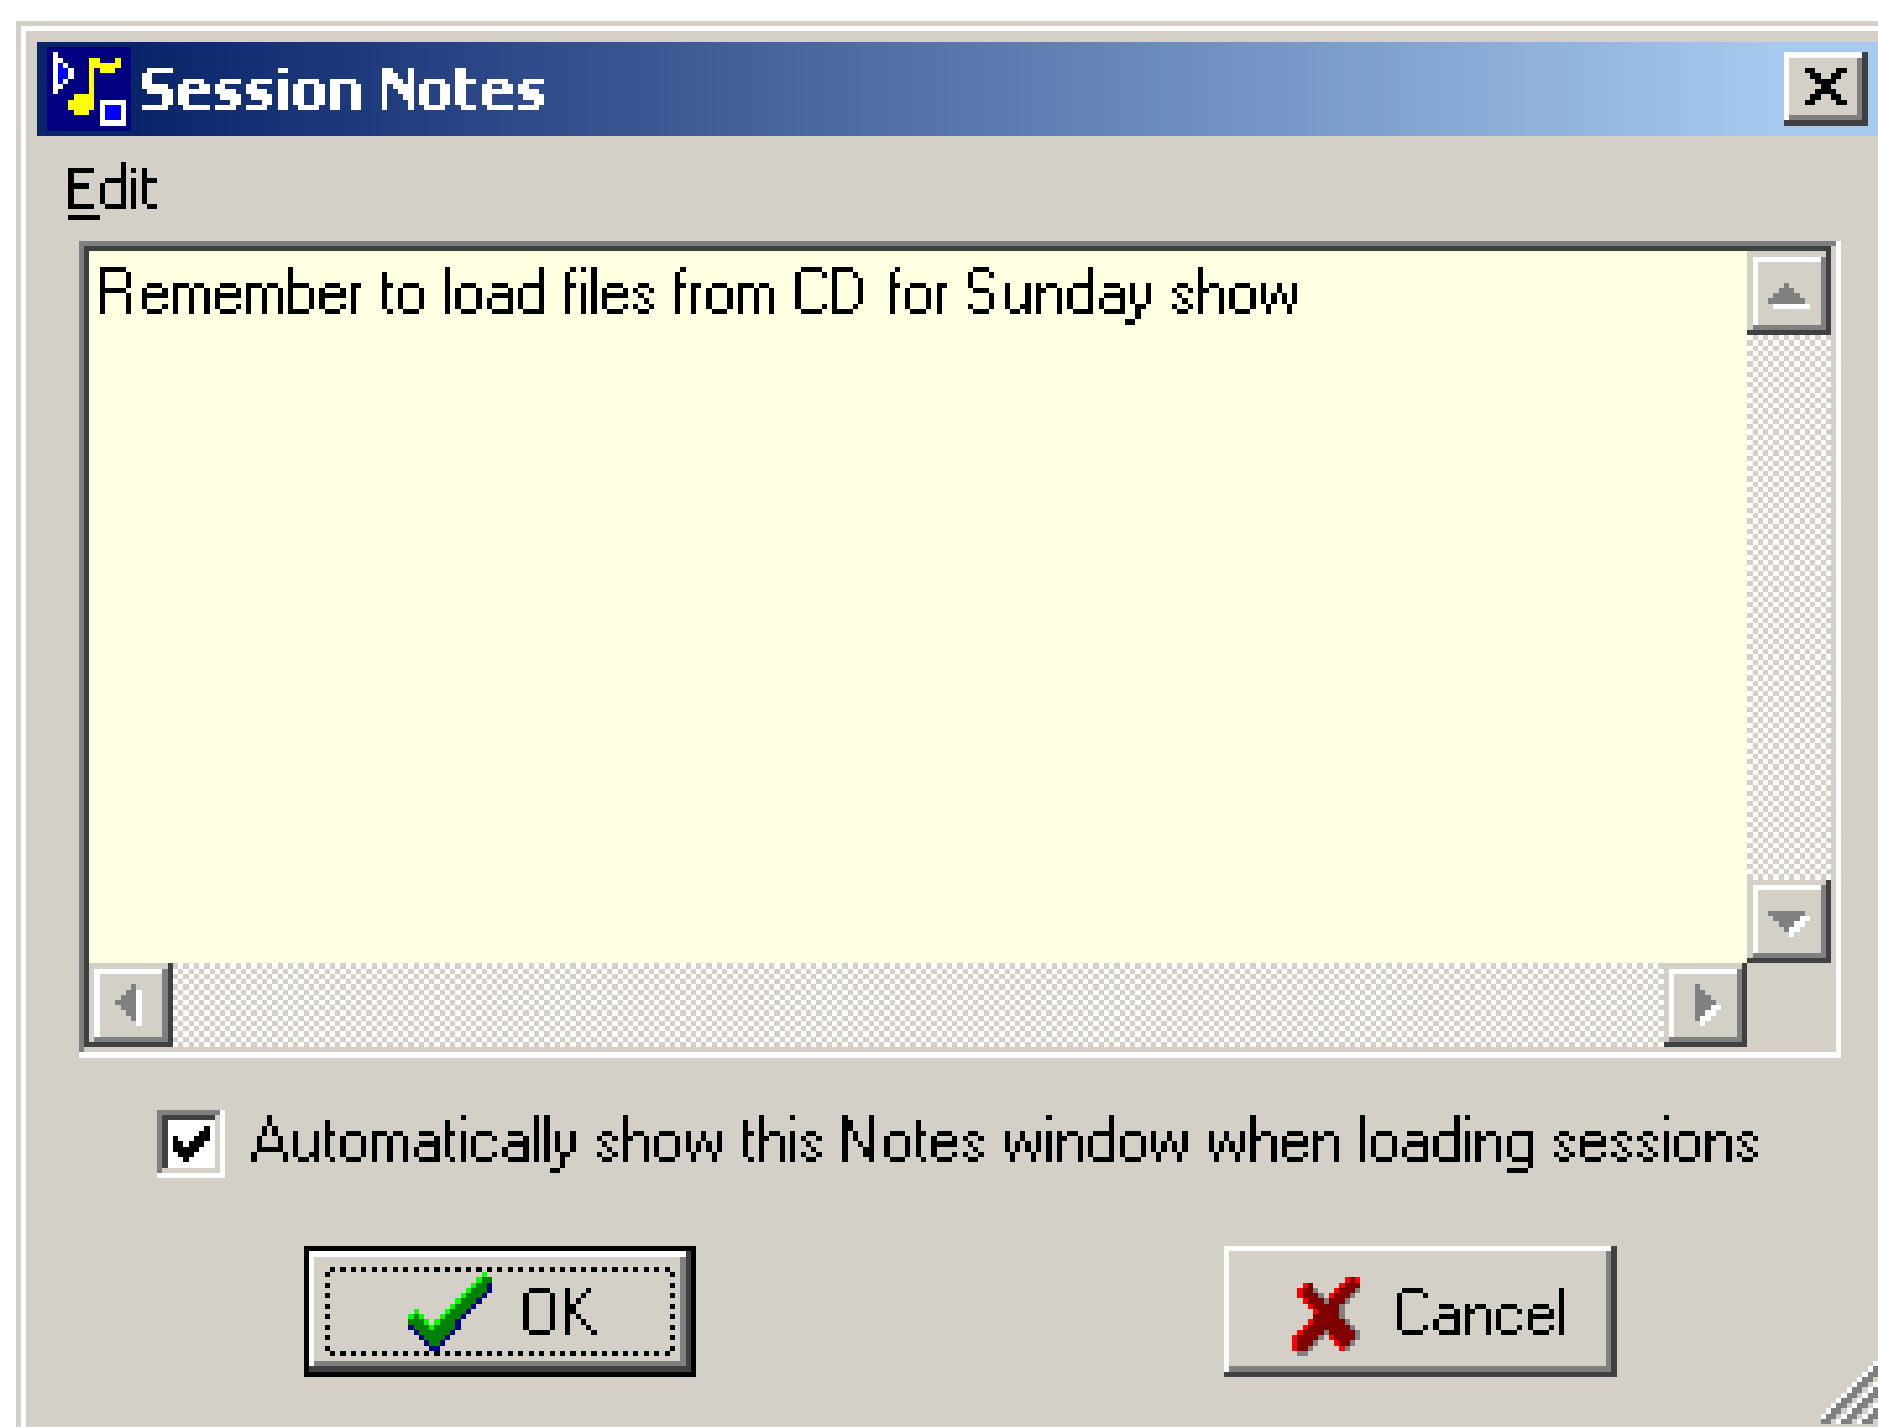 Session Notes
Edit
Remember to load files from CD for Sunday show
Automatically show this Notes window when loading sessions
OK
Cancel